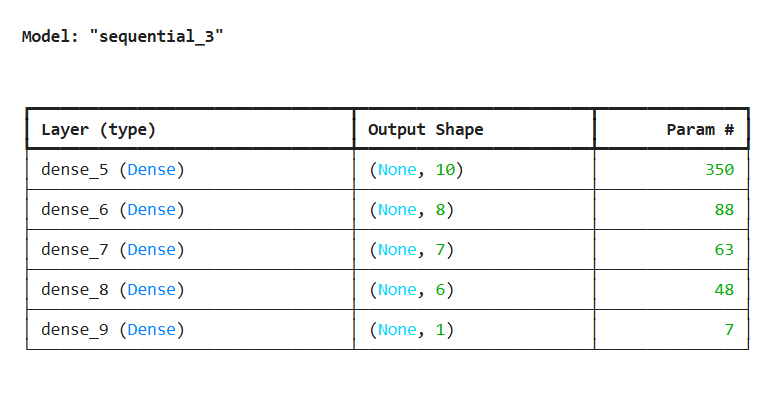 Model: "sequential_3"
Layer (type) Output Shape Param #
dense_5 (Dense) (None, 10) 350
dense_6 (Dense) (None, 8) 88
dense_7 (Dense) (None, 7) 63
dense_8 (Dense) (None, 6) 48
dense_9 (Dense) (None, 1) 7